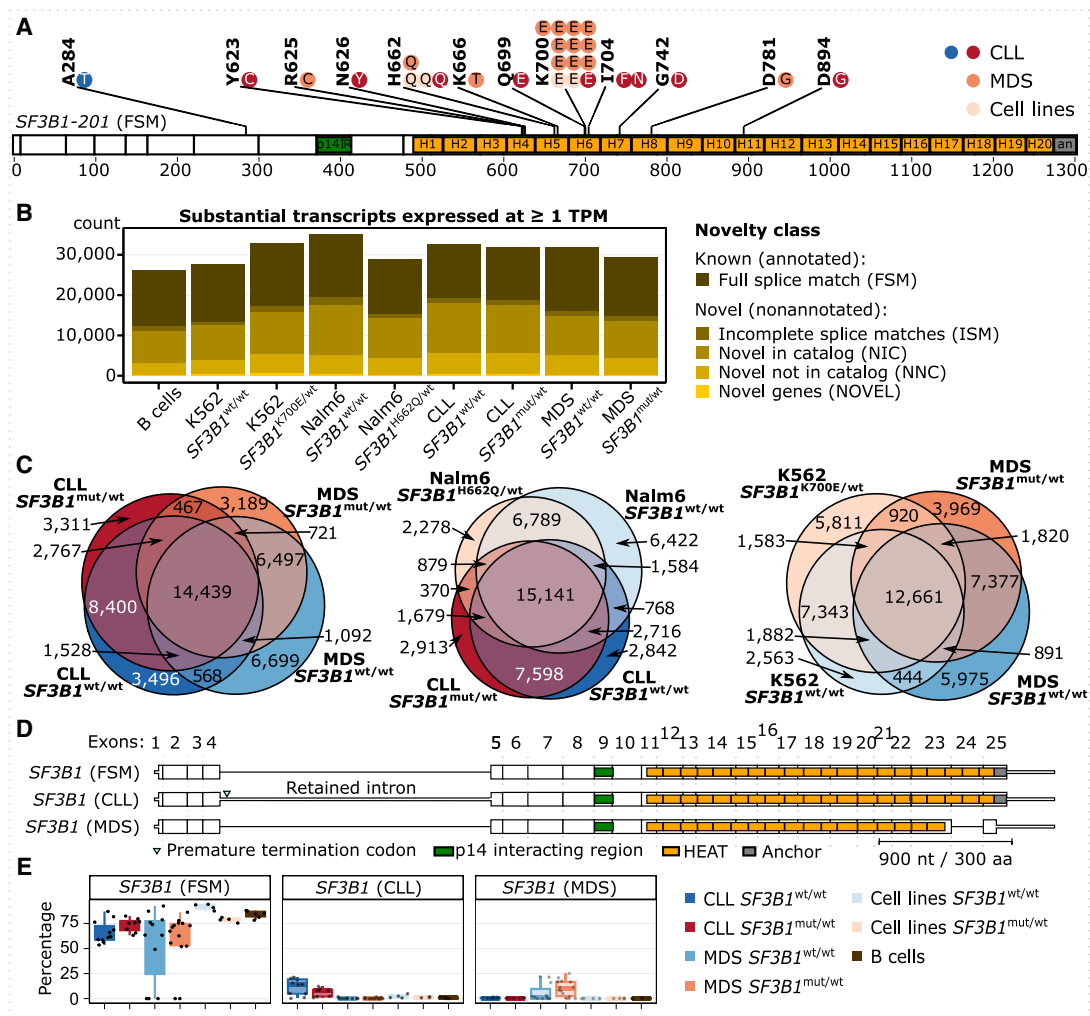 A
A284
Y623
R625
N626
H662
K666
Q699
K700
I704
G742
D781
D894
E E E E
E E E
Q E E E
T C C Y Q Q Q T E E E E F N D G G
CLL
MDS
Cell lines
SF3B1-201 (FSM)
H1 H2 H3 H4 H5 H6 H7 H8 H9 H10 H11 H12 H13 H14 H15 H16 H17 H18 H19 H20 an
0 100 200 300 400 500 600 700 800 900 1000 1100 1200 1300
B
Substantial transcripts expressed at ≥ 1 TPM
count
30,000
20,000
10,000
0
B cells
K562 SF3B1wt/wt
K562 SF3B1K700E/wt
Nalm6 SF3B1wt/wt
Nalm6 SF3B1H662Q/wt
CLL SF3B1wt/wt
CLL SF3B1mut/wt
MDS SF3B1wt/wt
MDS SF3B1mut/wt
Novelty class
Known (annotated):
Full splice match (FSM)
Novel (nonannotated):
Incomplete splice matches (ISM)
Novel in catalog (NIC)
Novel not in catalog (NNC)
Novel genes (NOVEL)
C
CLL
SF3B1mut/wt
MDS
SF3B1mut/wt
3,311
467
3,189
721
2,767
6,497
14,439
8,400
1,528
1,092
3,496
568
6,699
CLL
SF3B1wt/wt
MDS
SF3B1wt/wt
Nalm6
SF3B1H662Q/wt
Nalm6
SF3B1wt/wt
2,278
6,789
6,422
879
1,584
370
15,141
768
1,679
2,716
2,913
7,598
2,842
CLL
SF3B1mut/wt
CLL
SF3B1wt/wt
K562
SF3B1K700E/wt
MDS
SF3B1mut/wt
5,811
920
3,969
1,583
1,820
7,377
7,343
12,661
1,882
891
2,563
444
5,975
K562
SF3B1wt/wt
MDS
SF3B1wt/wt
D
Exons: 1 2 3 4 5 6 7 8 9 10 11 12 13 14 15 16 17 18 19 20 21 22 23 24 25
SF3B1 (FSM)
Retained intron
SF3B1 (CLL)
SF3B1 (MDS)
Premature termination codon
p14 interacting region
HEAT
Anchor
900 nt / 300 aa
E
SF3B1 (FSM)
SF3B1 (CLL)
SF3B1 (MDS)
Percentage
75
50
25
0
CLL SF3B1wt/wt
CLL SF3B1mut/wt
MDS SF3B1wt/wt
MDS SF3B1mut/wt
Cell lines SF3B1wt/wt
Cell lines SF3B1mut/wt
B cells